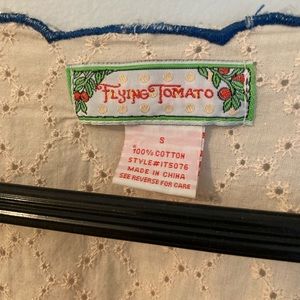 FLYING TOMATO
S
100% COTTON
STYLE#IT5076
MADE IN CHINA
SEE REVERSE FOR CARE